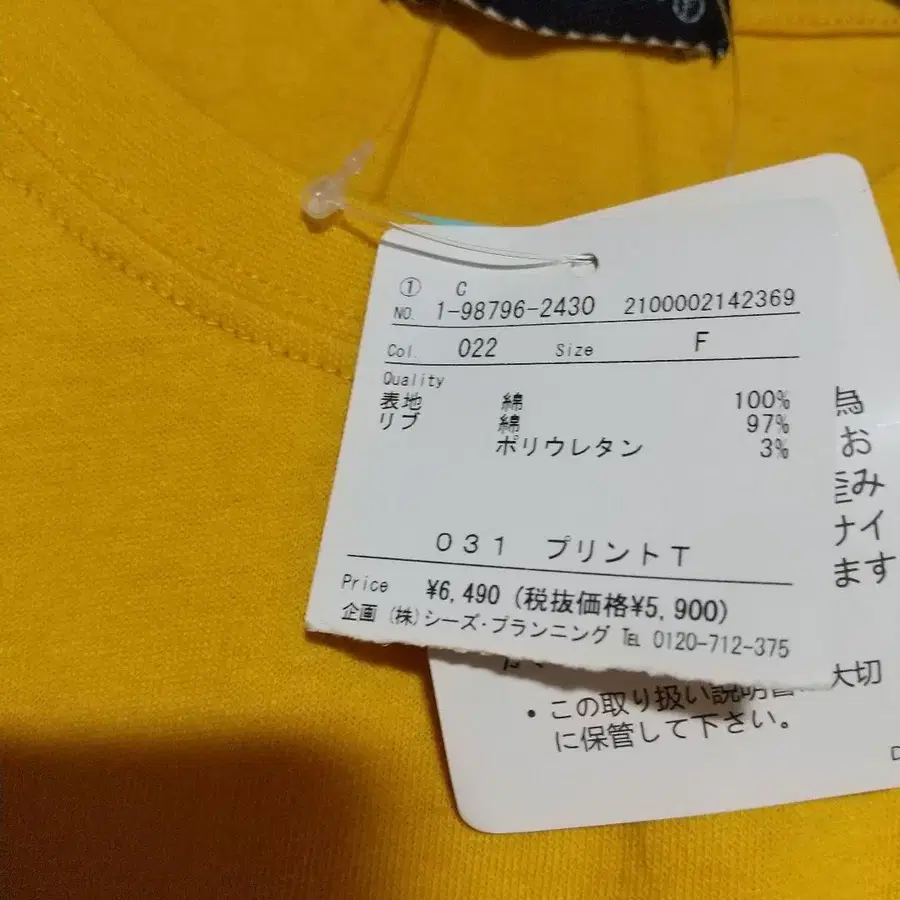 ① C
NO. 1-98796-2430 2100002142369
Col. 022 Size F
Quality
表地 綿 100%
リブ 綿 97%
ポリウレタン 3%
031 プリントT
Price ¥6,490 (税抜価格¥5,900)
企画 (株)シーズ・プランニング ℡ 0120-712-375
お
み
ナイ
ます
大切
・この取り扱い説明書
に保管して下さい。